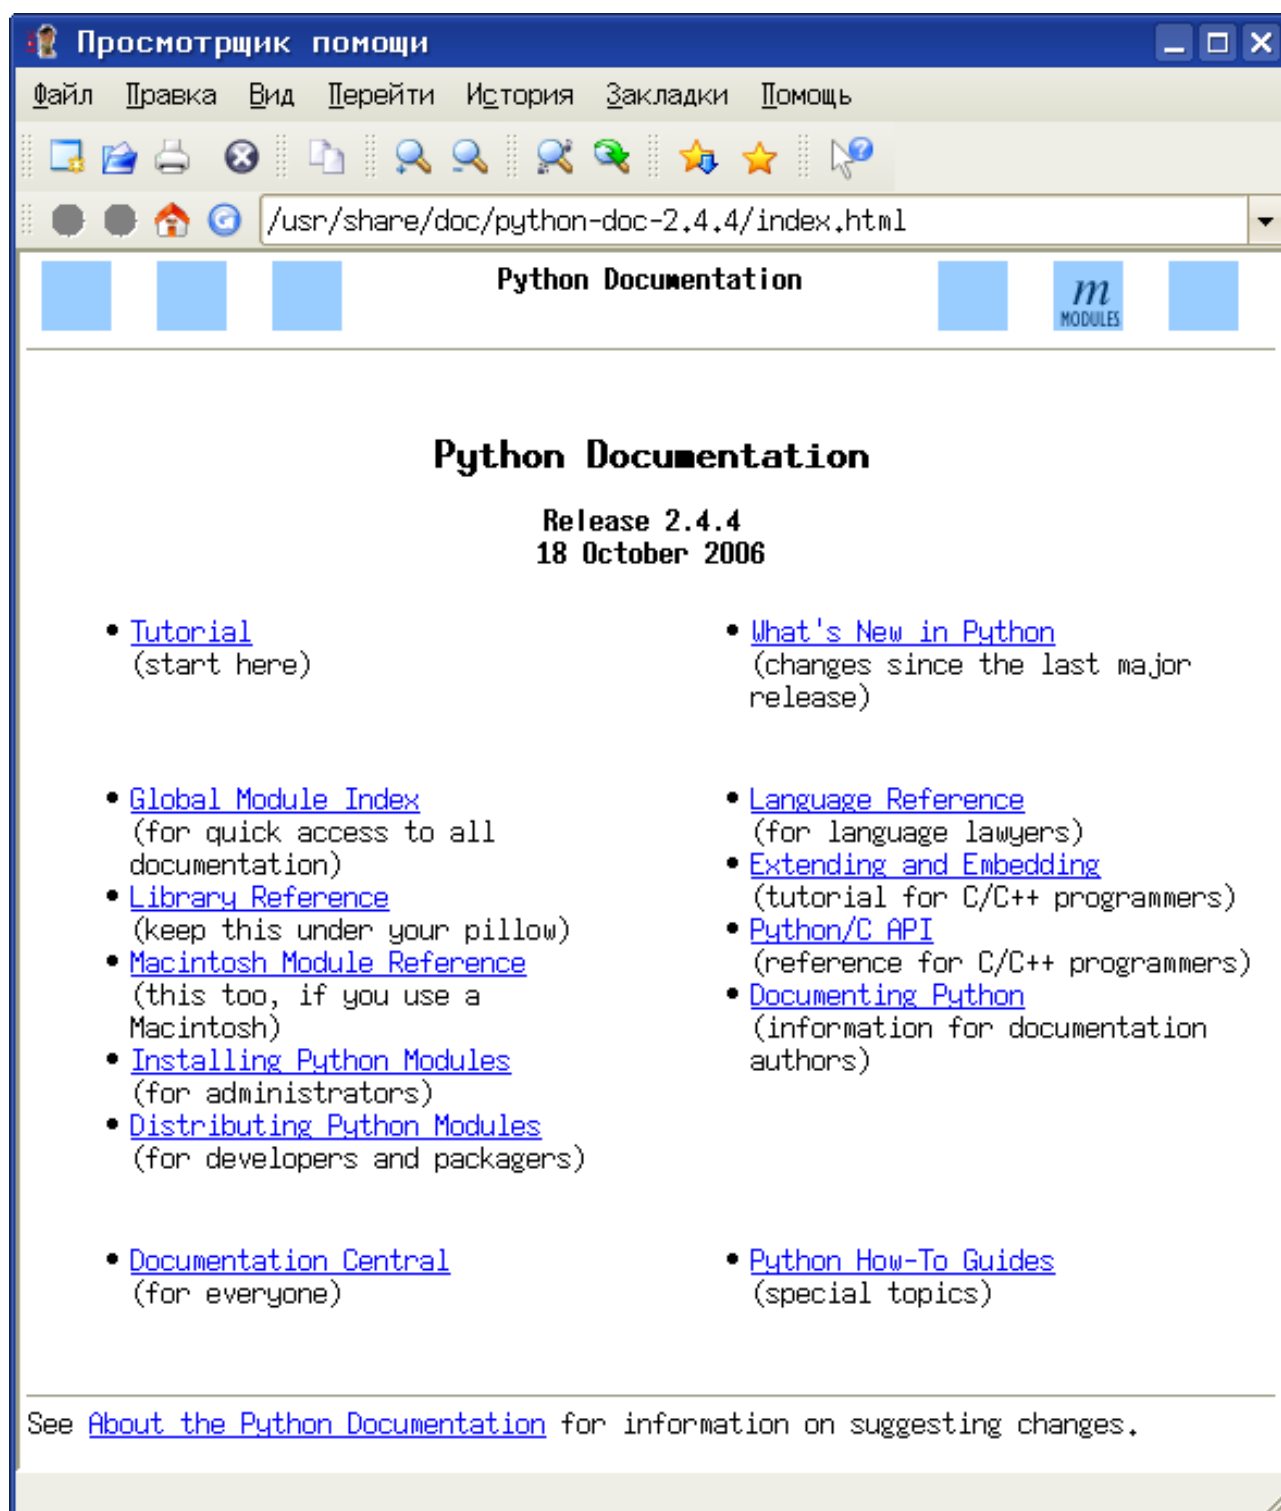 Просмотрщик помощи
Файл Правка Вид Перейти История Закладки Помощь
/usr/share/doc/python-doc-2.4.4/index.html
Python Documentation
m
MODULES
Python Documentation
Release 2.4.4
18 October 2006
Tutorial
(start here)
What's New in Python
(changes since the last major
release)
Global Module Index
(for quick access to all
documentation)
Library Reference
(keep this under your pillow)
Macintosh Module Reference
(this too, if you use a
Macintosh)
Installing Python Modules
(for administrators)
Distributing Python Modules
(for developers and packagers)
Language Reference
(for language lawyers)
Extending and Embedding
(tutorial for C/C++ programmers)
Python/C API
(reference for C/C++ programmers)
Documenting Python
(information for documentation
authors)
Documentation Central
(for everyone)
Python How-To Guides
(special topics)
See About the Python Documentation for information on suggesting changes.